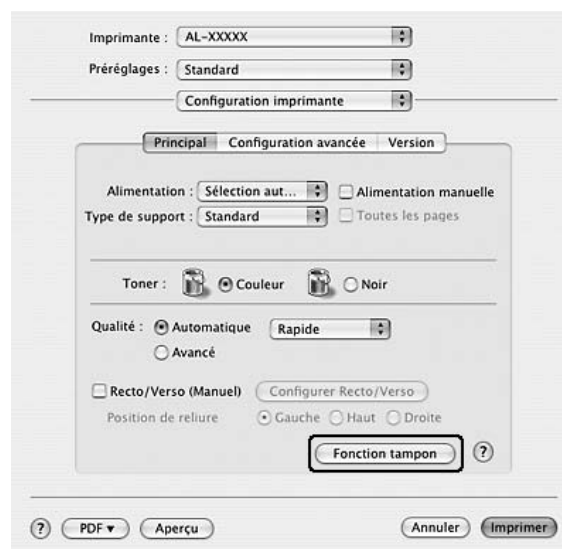 Imprimante : AL-XXXXX
Préréglages : Standard
Configuration imprimante
Principal Configuration avancée Version
Alimentation : Sélection aut... Alimentation manuelle
Type de support : Standard Toutes les pages
Toner : Couleur Noir
Qualité : Automatique Rapide
Avancé
Recto/Verso (Manuel) Configurer Recto/Verso
Position de reliure Gauche Haut Droite
Fonction tampon ?
? PDF ▼ Aperçu Annuler Imprimer